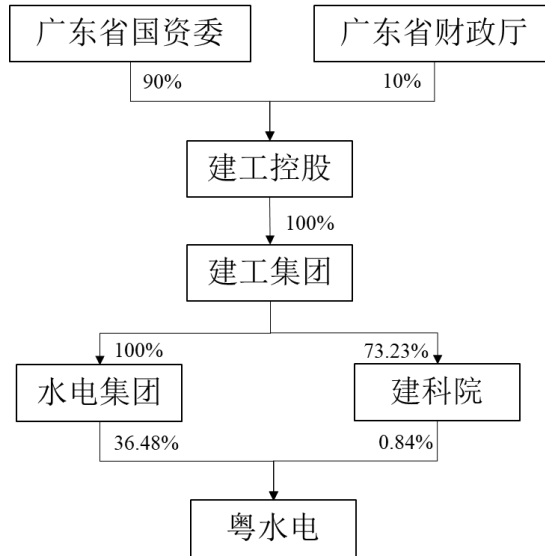 广东省国资委
广东省财政厅
90%
10%
建工控股
100%
建工集团
100%
73.23%
水电集团
建科院
36.48%
0.84%
粤水电